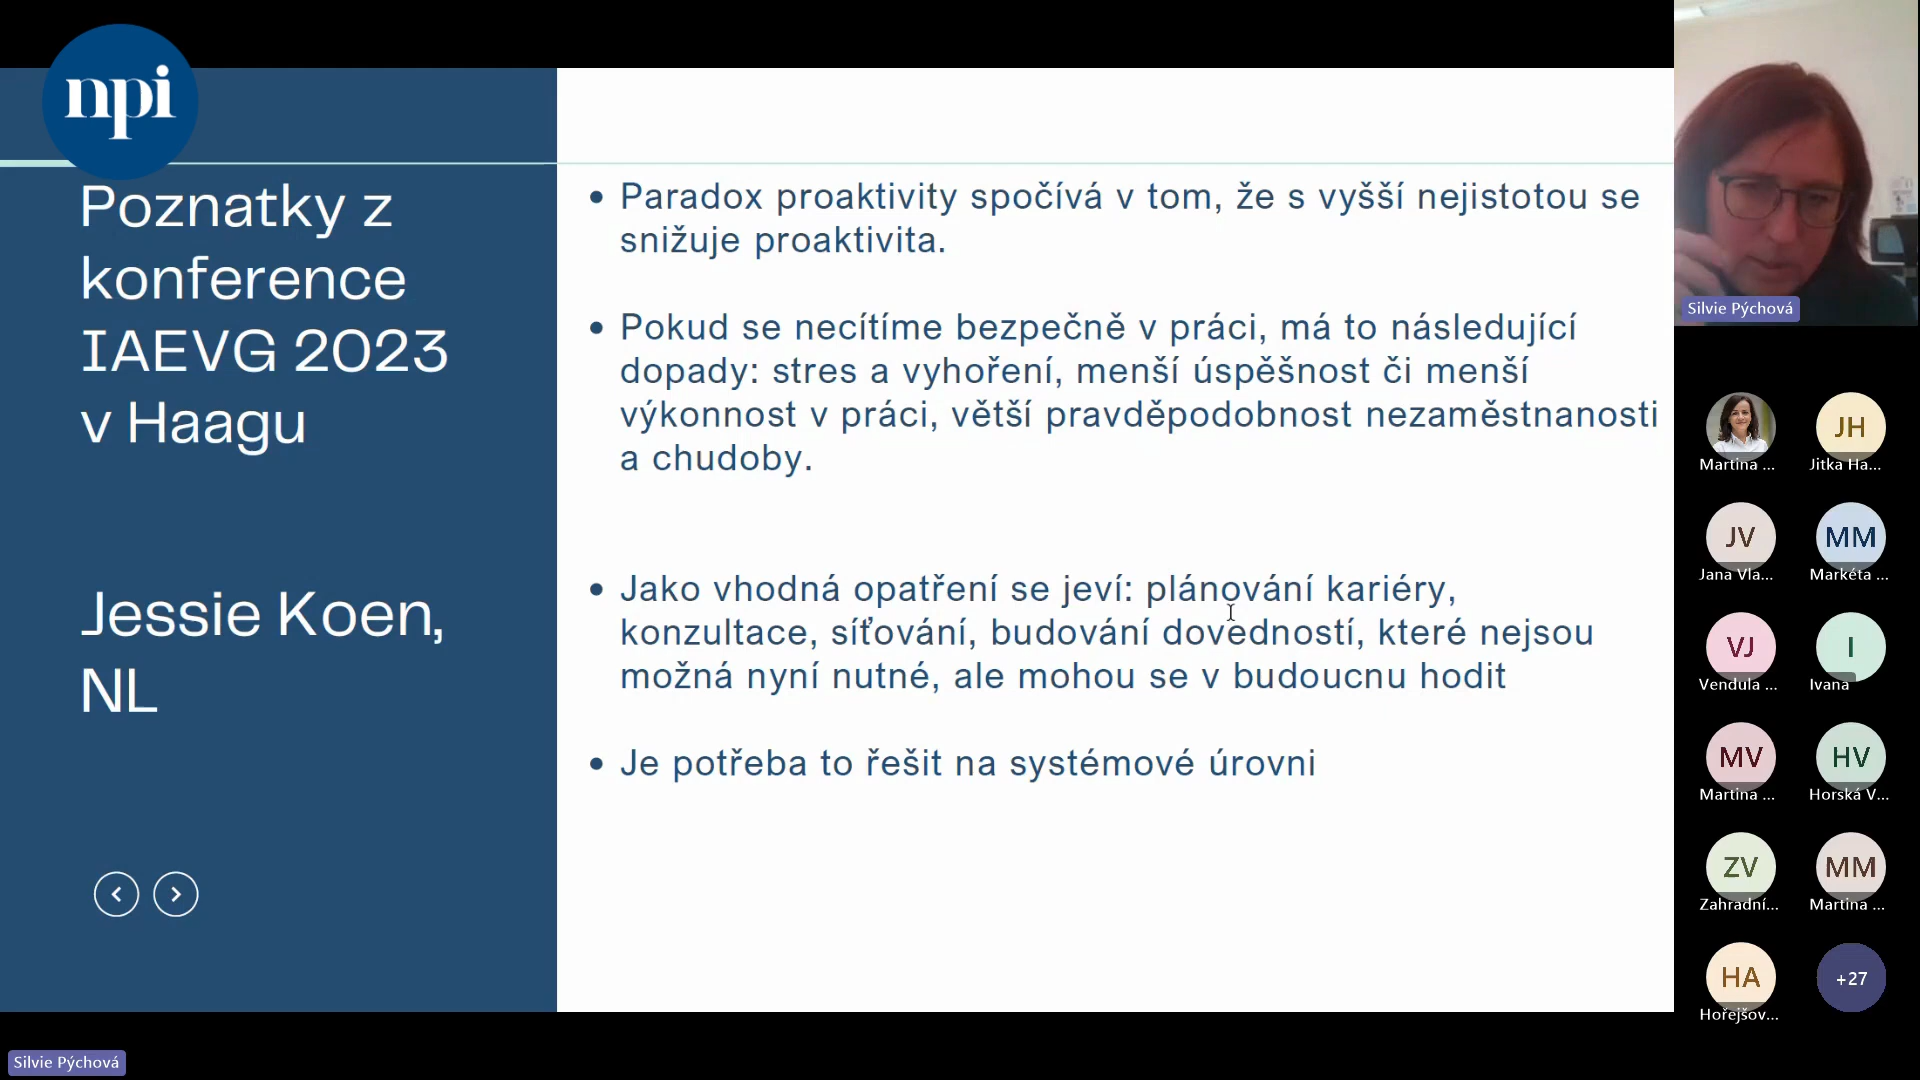 npi
Poznatky z
konference
IAEVG 2023
v Haagu
Jessie Koen,
NL
• Paradox proaktivity spočívá v tom, že s vyšší nejistotou se
snižuje proaktivita.
• Pokud se necítíme bezpečně v práci, má to následující
dopady: stres a vyhoření, menší úspěšnost či menší
výkonnost v práci, větší pravděpodobnost nezaměstnanosti
a chudoby.
• Jako vhodná opatření se jeví: plánování kariéry,
konzultace, síťování, budování dovedností, které nejsou
možná nyní nutné, ale mohou se v budoucnu hodit
• Je potřeba to řešit na systémové úrovni
Silvie Pýchová
Martina ...
JH
Jitka Ha...
JV
Jana Vla...
MM
Markéta ...
VJ
Vendula ...
I
Ivana
MV
Martina ...
HV
Horská V...
ZV
Zahradní...
MM
Martina ...
HA
Hořejšov...
+27
Silvie Pýchová